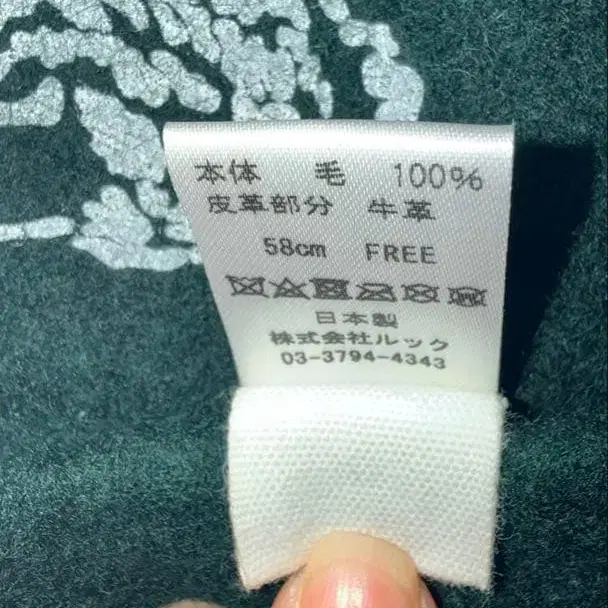 本体 毛 100%
皮革部分 牛革
58cm FREE
日本製
株式会社ルック
03-3794-4343